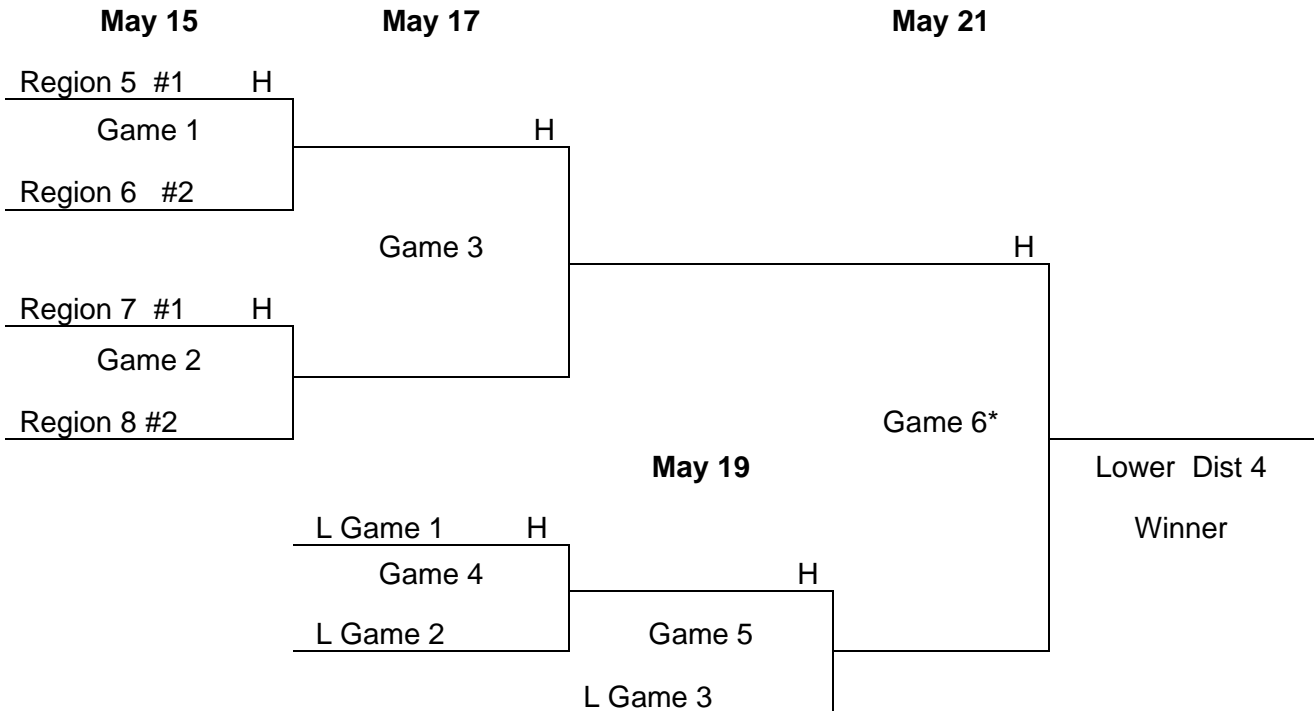 May 15 May 17 May 21
Region 5 #1 H
Game 1 H
Region 6 #2
Game 3 H
Region 7 #1 H
Game 2
Region 8 #2 Game 6*
May 19 Lower Dist 4
L Game 1 H Winner
Game 4 H
L Game 2 Game 5
L Game 3